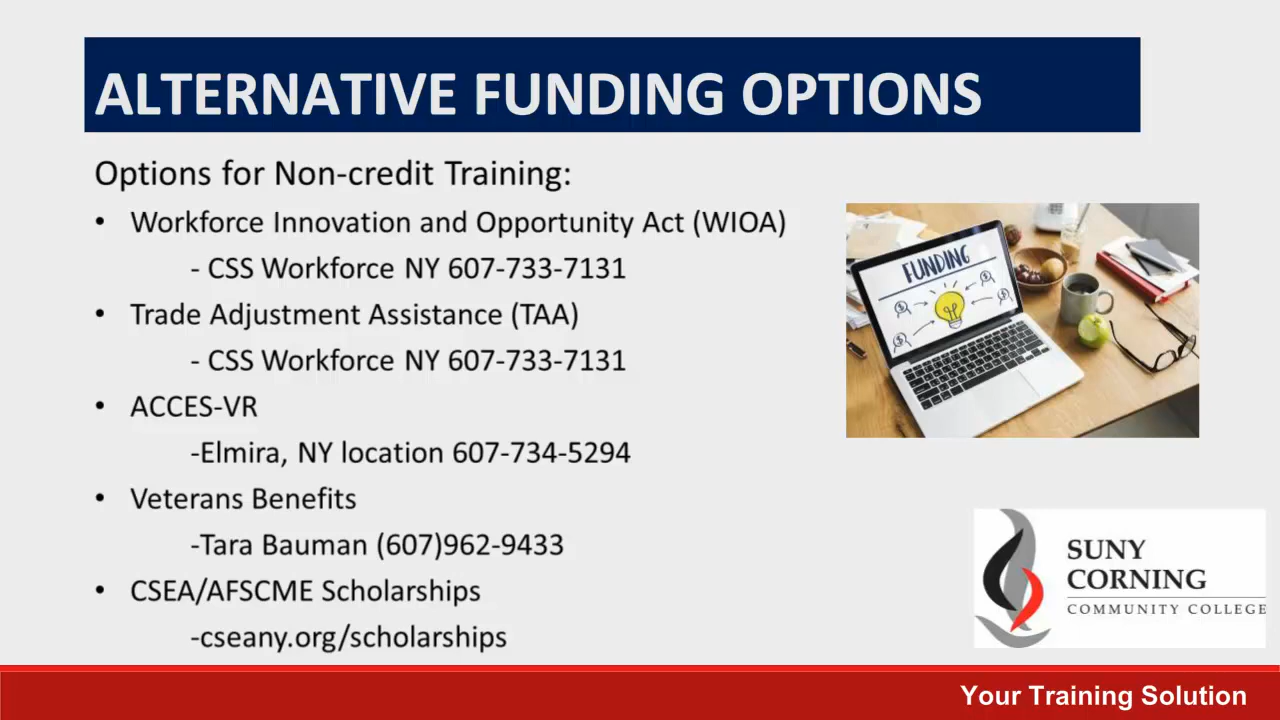 ALTERNATIVE FUNDING OPTIONS
Options for Non-credit Training:
• Workforce Innovation and Opportunity Act (WIOA)
- CSS Workforce NY 607-733-7131
• Trade Adjustment Assistance (TAA)
- CSS Workforce NY 607-733-7131
• ACCES-VR
-Elmira, NY location 607-734-5294
• Veterans Benefits
-Tara Bauman (607)962-9433
• CSEA/AFSCME Scholarships
-cseany.org/scholarships
FUNDING
SUNY
CORNING
COMMUNITY COLLEGE
Your Training Solution